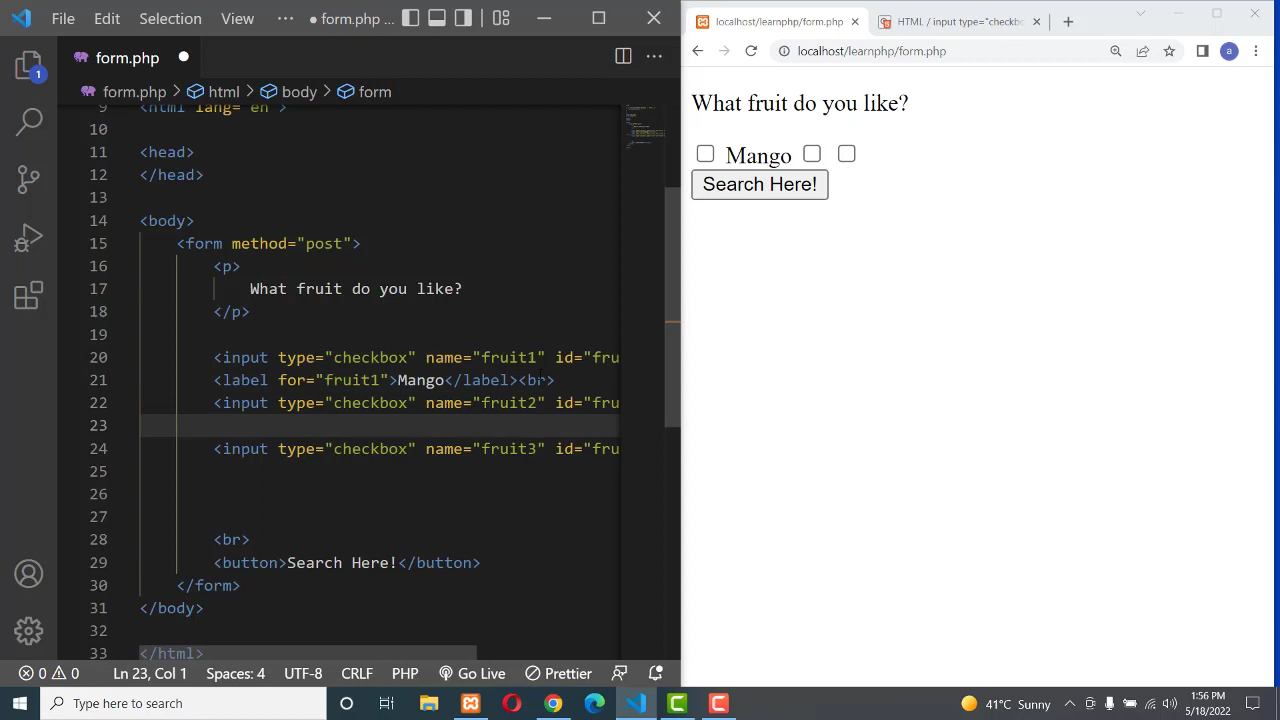 File Edit Selection View ··· ● form.php ...
form.php ●
form.php > html > body > form
9 <html lang="en">
10
11 <head>
12 </head>
13
14 <body>
15 <form method="post">
16 <p>
17 What fruit do you like?
18 </p>
19
20 <input type="checkbox" name="fruit1" id="fru
21 <label for="fruit1">Mango</label><br>
22 <input type="checkbox" name="fruit2" id="fru
23
24 <input type="checkbox" name="fruit3" id="fru
25
26
27
28 <br>
29 <button>Search Here!</button>
30 </form>
31 </body>
32
33 </html>
1
0 0 Ln 23, Col 1 Spaces: 4 UTF-8 CRLF PHP Go Live Prettier
localhost/learnphp/form.php HTML / input type="checkb
localhost/learnphp/form.php a
What fruit do you like?
Mango
Search Here!
Type here to search
41°C Sunny
1:56 PM
5/18/2022